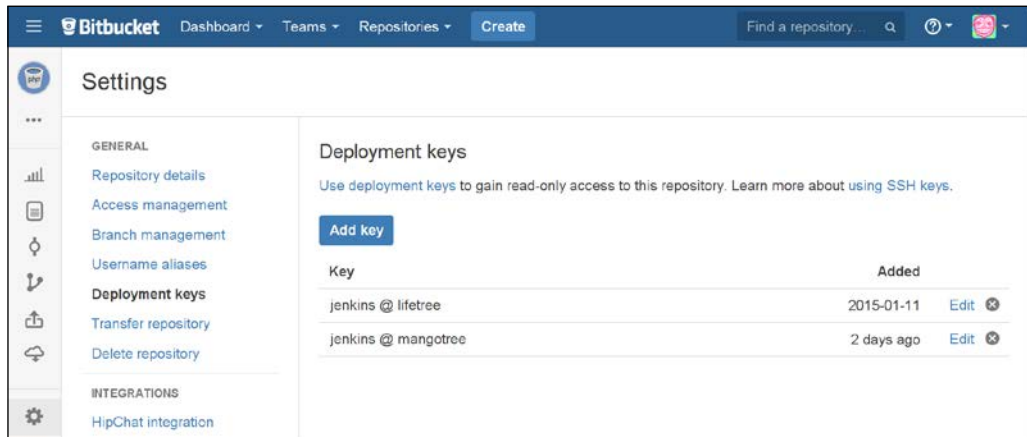 Bitbucket Dashboard Teams Repositories Create Find a repository...
php
Settings
GENERAL
Repository details
Access management
Branch management
Username aliases
Deployment keys
Transfer repository
Delete repository
INTEGRATIONS
HipChat integration
Deployment keys
Use deployment keys to gain read-only access to this repository. Learn more about using SSH keys.
Add key
Key Added
jenkins @ lifetree 2015-01-11 Edit
jenkins @ mangotree 2 days ago Edit